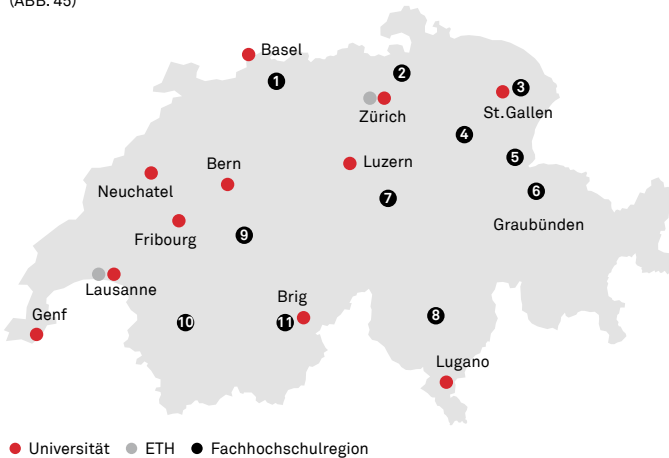 (ABB. 45)
Basel
1
2
3
Zürich
St.Gallen
4
5
Luzern
Bern
6
Neuchatel
7
Graubünden
Fribourg
9
Lausanne
Brig
Genf
10
11
8
Lugano
Universität ETH Fachhochschulregion